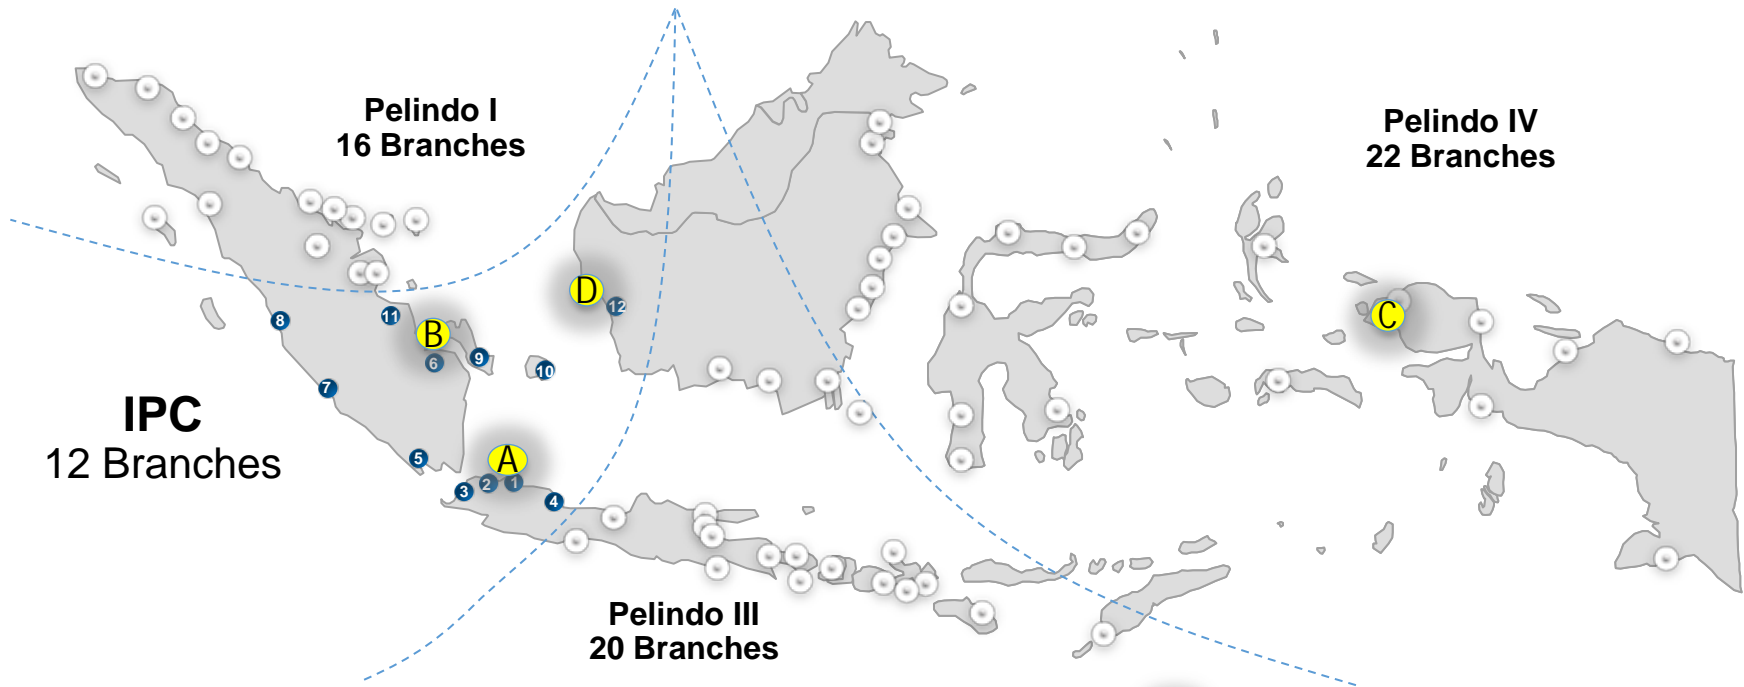 Pelindo I
16 Branches
Pelindo IV
22 Branches
D
12
8
11
B
C
6
9
10
7
IPC
12 Branches
5
A
3
2
1
4
Pelindo III
20 Branches